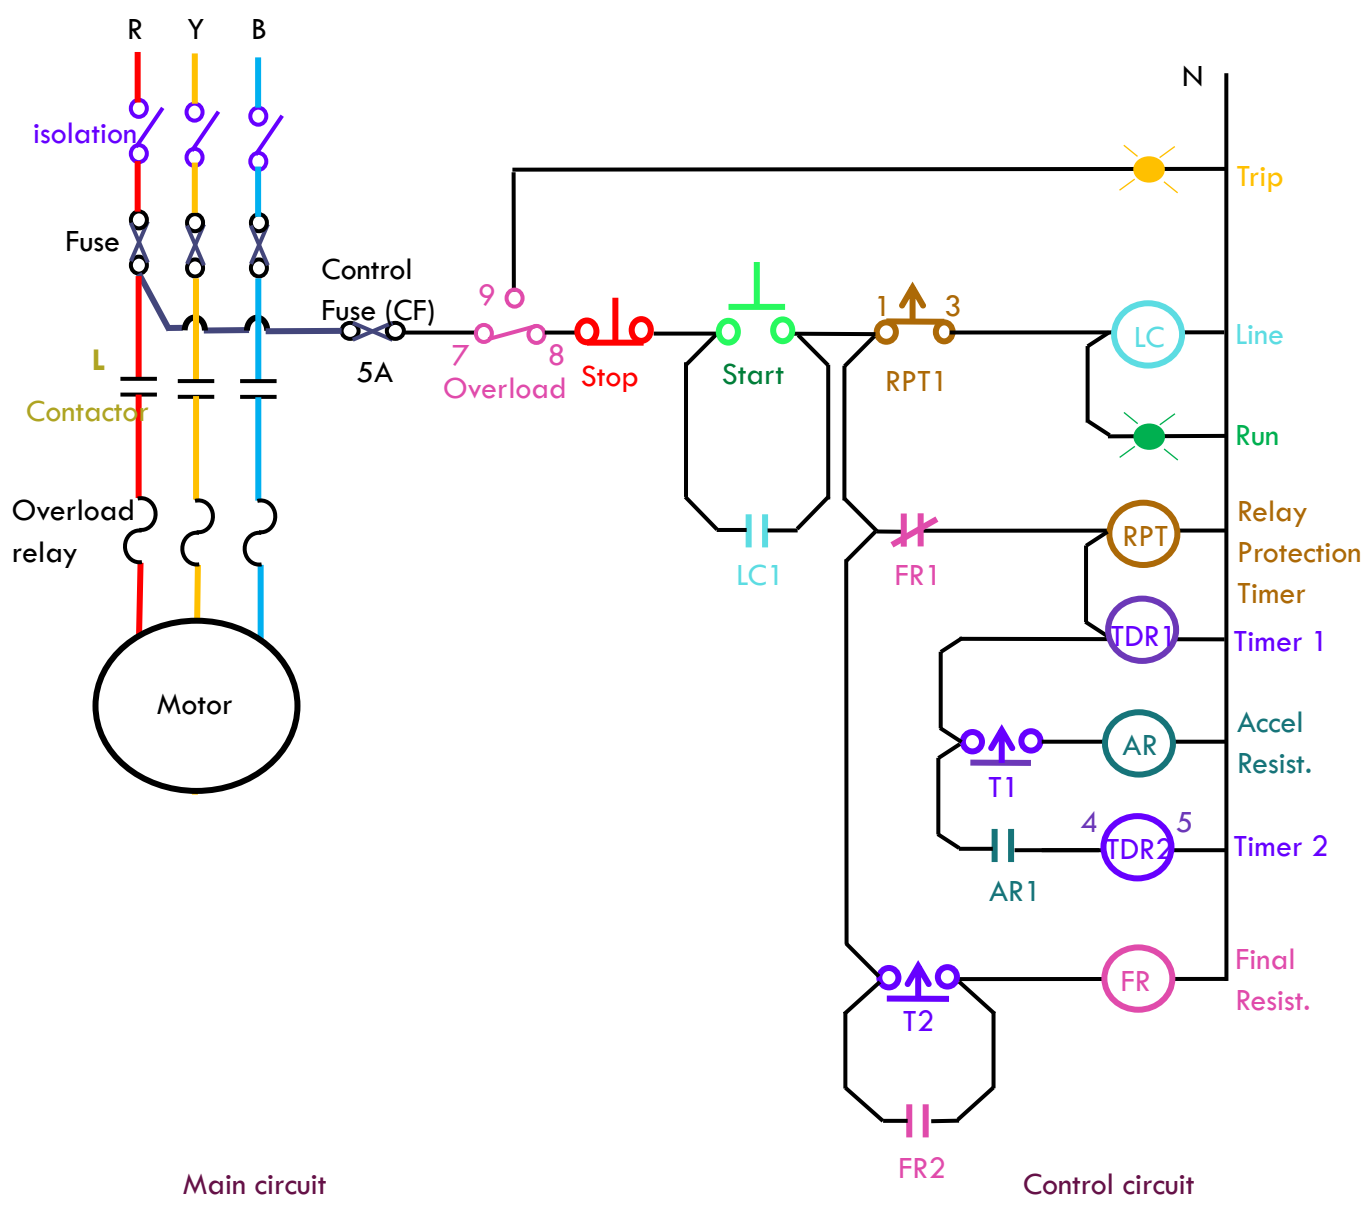 R Y B
N
isolation
Trip
Fuse
Control
Fuse (CF)
9
7
8
Overload
5A
Stop
Start
1
3
RPT1
LC
Line
L
Contactor
Run
Overload
relay
LC1
FR1
RPT
Relay
Protection
Timer
TDR1
Timer 1
Motor
T1
AR
Accel
Resist.
AR1
4
5
TDR2
Timer 2
T2
FR
Final
Resist.
FR2
Main circuit
Control circuit